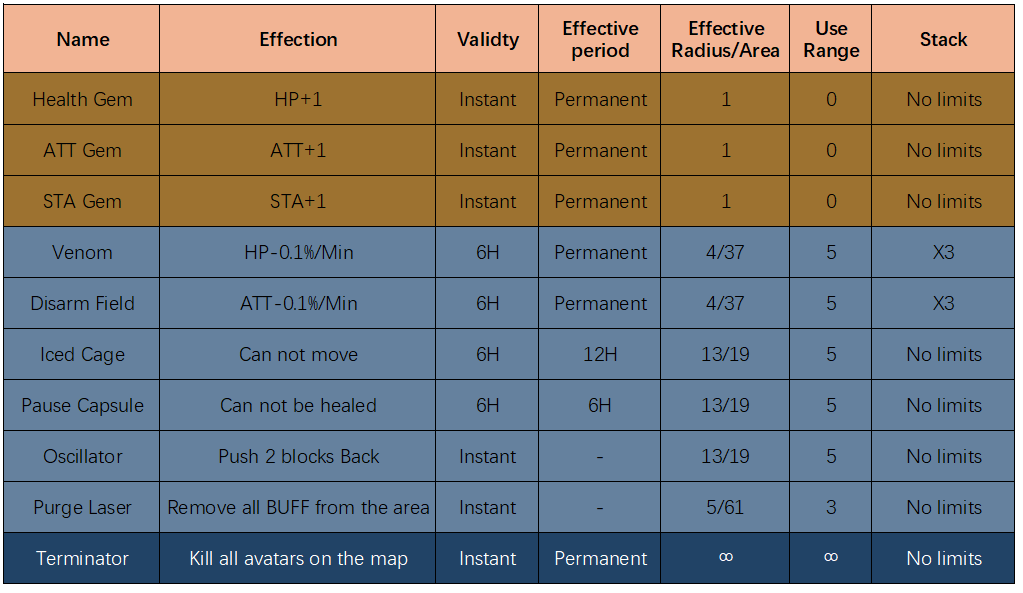 Name Effection Validty Effective period Effective Radius/Area Use Range Stack
Health Gem HP+1 Instant Permanent 1 0 No limits
ATT Gem ATT+1 Instant Permanent 1 0 No limits
STA Gem STA+1 Instant Permanent 1 0 No limits
Venom HP-0.1%/Min 6H Permanent 4/37 5 X3
Disarm Field ATT-0.1%/Min 6H Permanent 4/37 5 X3
Iced Cage Can not move 6H 12H 13/19 5 No limits
Pause Capsule Can not be healed 6H 6H 13/19 5 No limits
Oscillator Push 2 blocks Back Instant - 13/19 5 No limits
Purge Laser Remove all BUFF from the area Instant - 5/61 3 No limits
Terminator Kill all avatars on the map Instant Permanent ∞ ∞ No limits